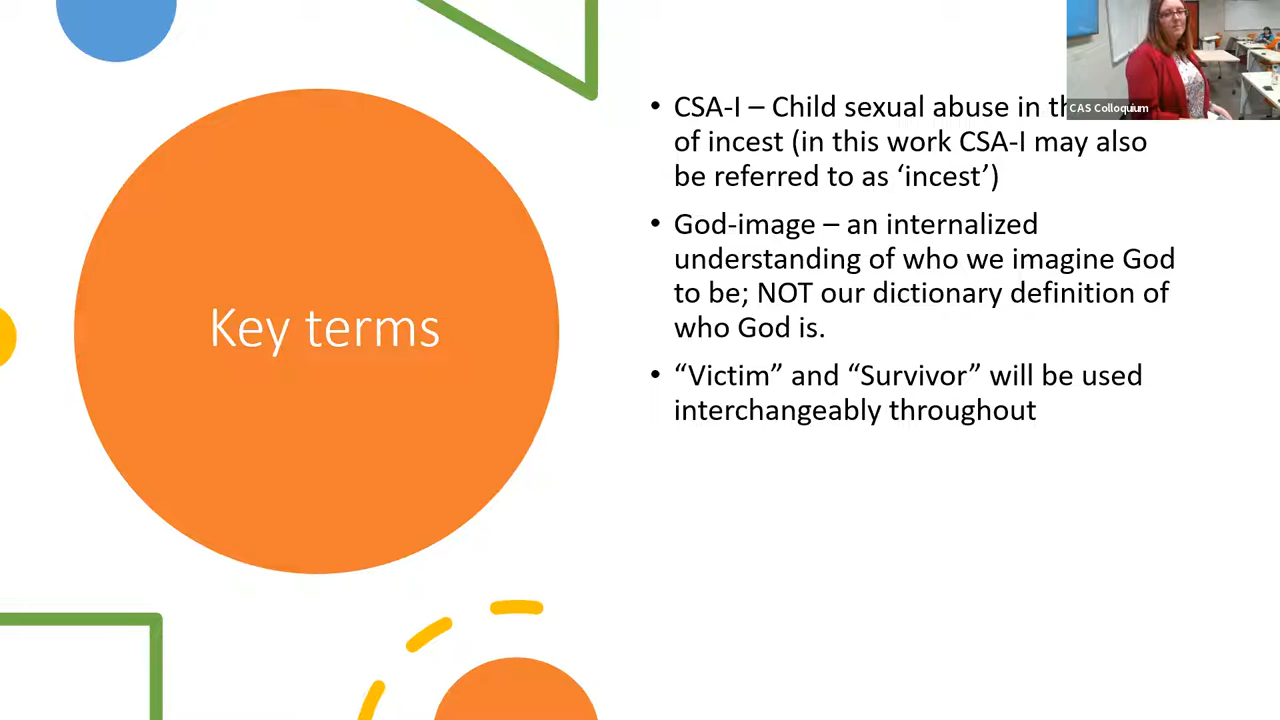 Key terms
• CSA-I – Child sexual abuse in
of incest (in this work CSA-I may also
be referred to as ‘incest’)
• God-image – an internalized
understanding of who we imagine God
to be; NOT our dictionary definition of
who God is.
• “Victim” and “Survivor” will be used
interchangeably throughout
CAS Colloquium